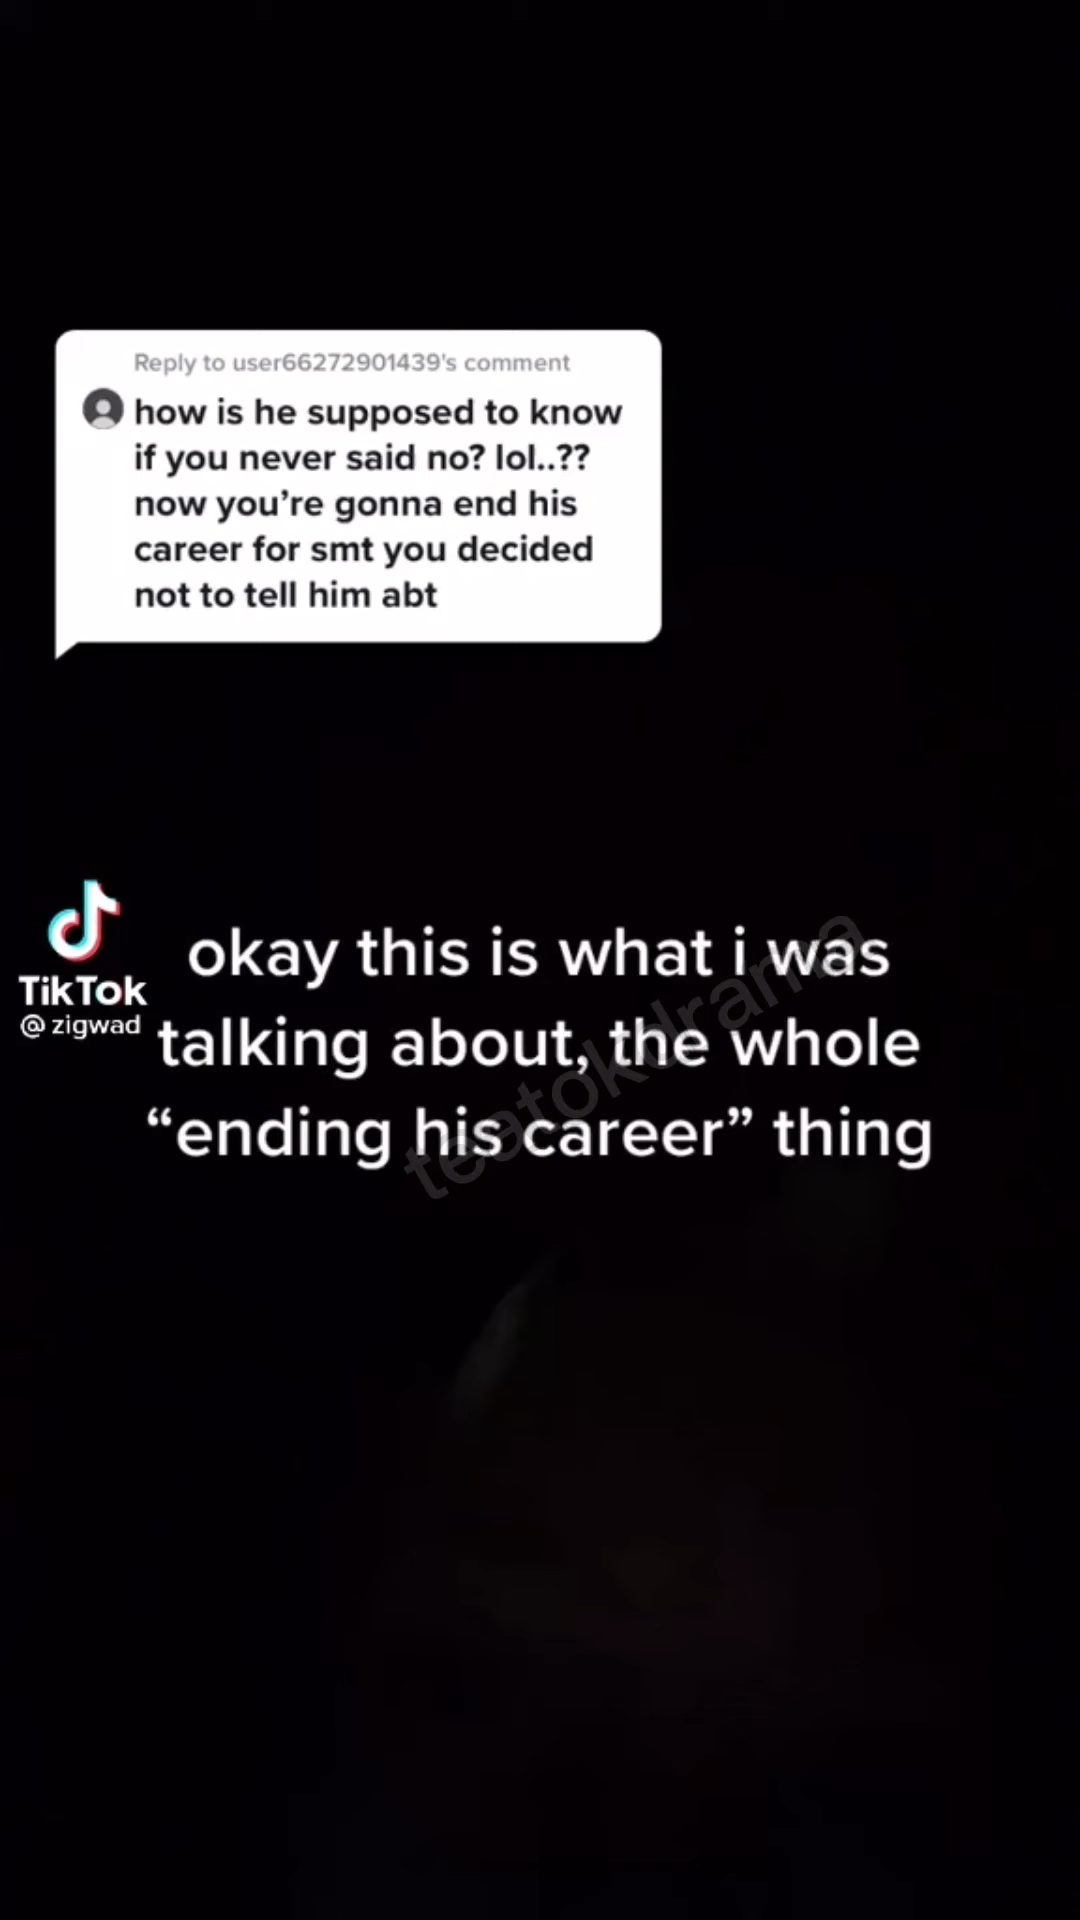 Reply to user66272901439's comment
how is he supposed to know
if you never said no? lol..??
now you’re gonna end his
career for smt you decided
not to tell him abt
TikTok
@ zigwad
okay this is what i was
talking about, the whole
“ending his career” thing
teatokdrama